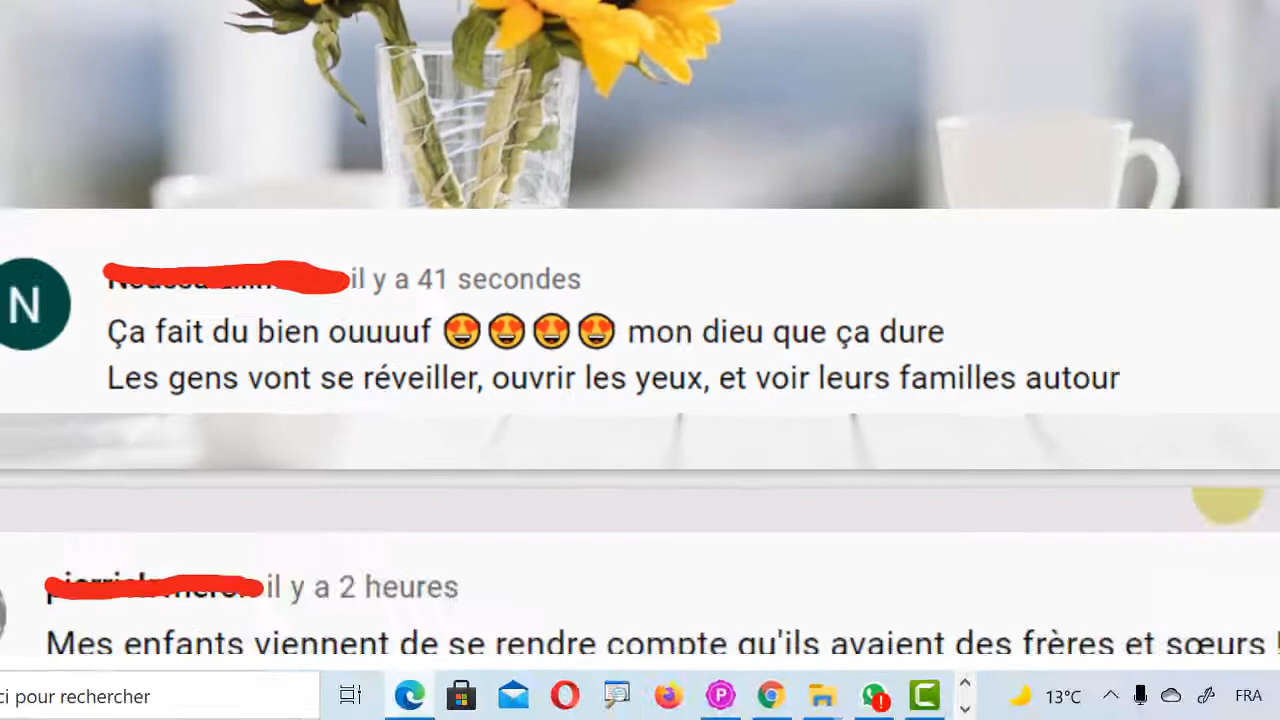 N
il y a 41 secondes
Ça fait du bien ouuuuf 😍😍😍😍 mon dieu que ça dure
Les gens vont se réveiller, ouvrir les yeux, et voir leurs familles autour
il y a 2 heures
Mes enfants viennent de se rendre compte qu'ils avaient des frères et sœurs !
ci pour rechercher
13°C
FRA